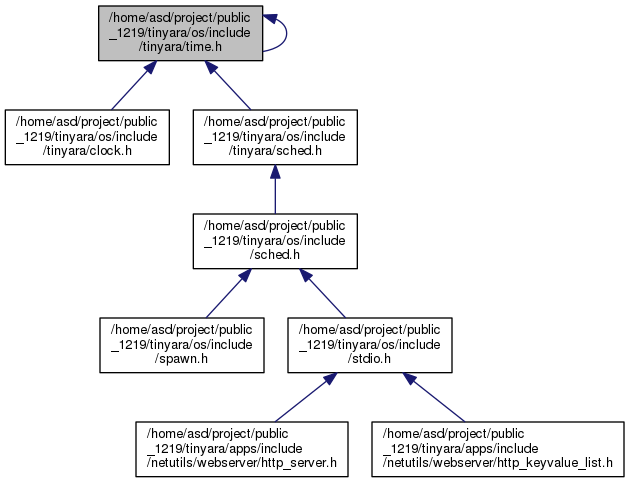 /home/asd/project/public
_1219/tinyara/os/include
/tinyara/time.h
/home/asd/project/public
_1219/tinyara/os/include
/tinyara/clock.h
/home/asd/project/public
_1219/tinyara/os/include
/tinyara/sched.h
/home/asd/project/public
_1219/tinyara/os/include
/sched.h
/home/asd/project/public
_1219/tinyara/os/include
/spawn.h
/home/asd/project/public
_1219/tinyara/os/include
/stdio.h
/home/asd/project/public
_1219/tinyara/apps/include
/netutils/webserver/http_server.h
/home/asd/project/public
_1219/tinyara/apps/include
/netutils/webserver/http_keyvalue_list.h